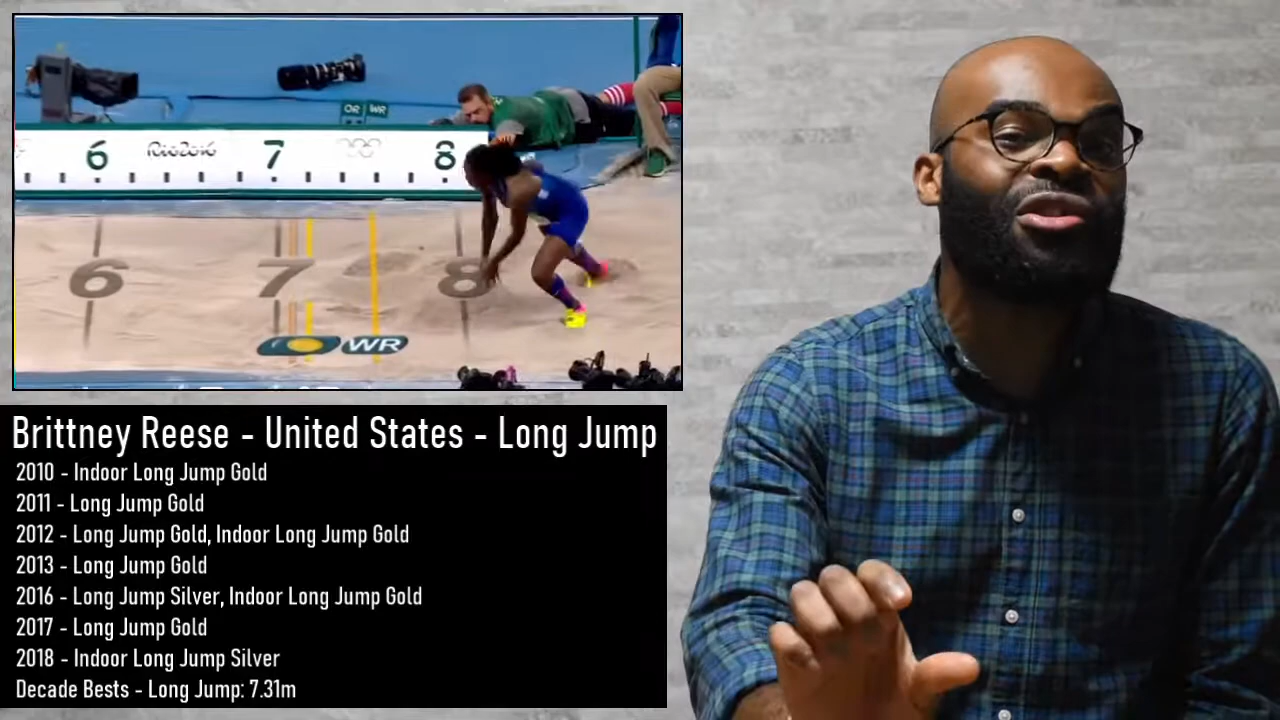 OR WR
6 Rio2016 7 8
6 7 8
WR
Brittney Reese - United States - Long Jump
2010 - Indoor Long Jump Gold
2011 - Long Jump Gold
2012 - Long Jump Gold, Indoor Long Jump Gold
2013 - Long Jump Gold
2016 - Long Jump Silver, Indoor Long Jump Gold
2017 - Long Jump Gold
2018 - Indoor Long Jump Silver
Decade Bests - Long Jump: 7.31m